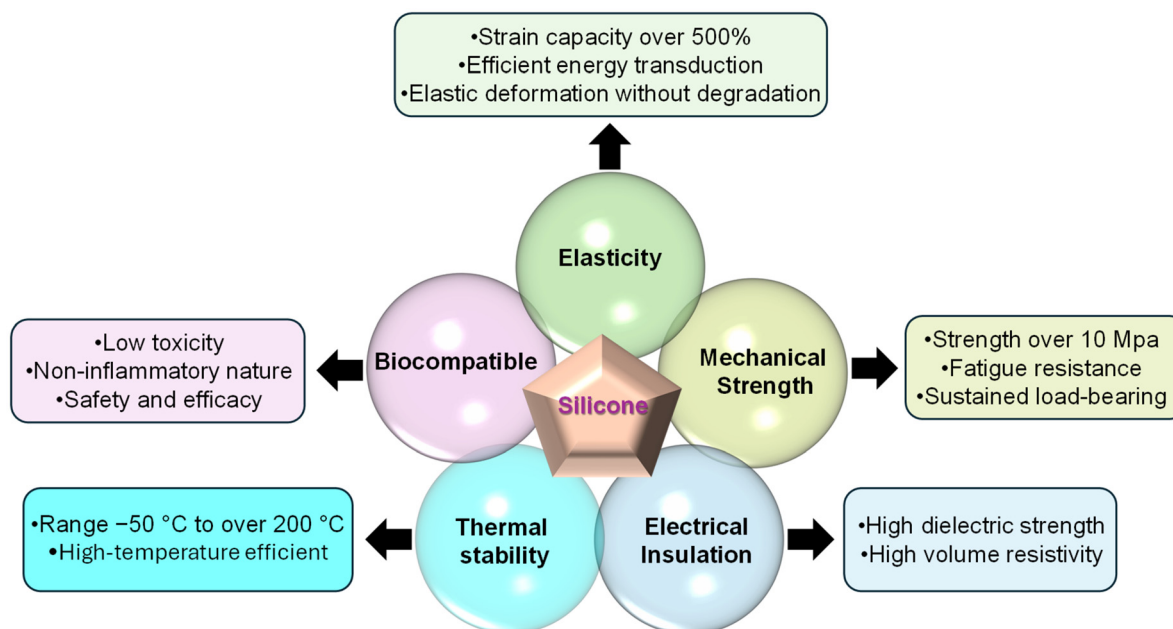 •Strain capacity over 500%
•Efficient energy transduction
•Elastic deformation without degradation
Elasticity
•Low toxicity
•Non-inflammatory nature
•Safety and efficacy
Biocompatible
Mechanical
Strength
•Strength over 10 Mpa
•Fatigue resistance
•Sustained load-bearing
Silicone
•Range −50 °C to over 200 °C
•High-temperature efficient
Thermal
stability
Electrical
Insulation
•High dielectric strength
•High volume resistivity